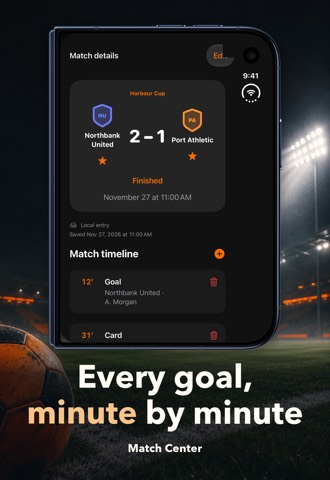 Match details
Ed...
9:41
Harbour Cup
NU
PA
2 – 1
Northbank
United
Port Athletic
Finished
November 27 at 11:00 AM
Local entry
Saved Nov 27, 2026 at 11:00 AM
Match timeline
12' Goal
Northbank United ·
A. Morgan
31' Card
Every goal,
minute by minute
Match Center